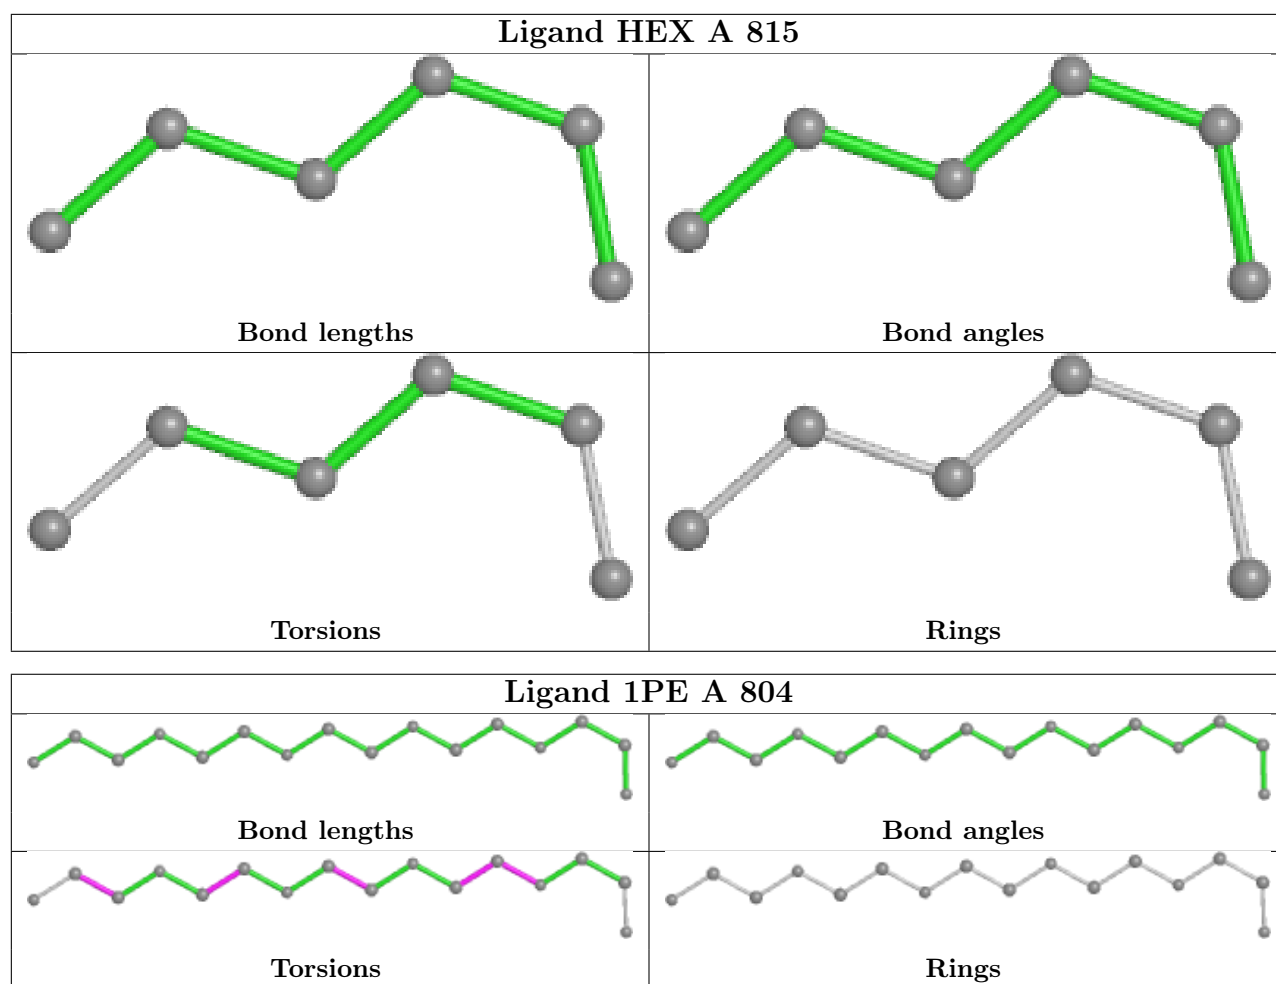 Ligand HEX A 815
Bond lengths
Bond angles
Torsions
Rings
Ligand 1PE A 804
Bond lengths
Bond angles
Torsions
Rings